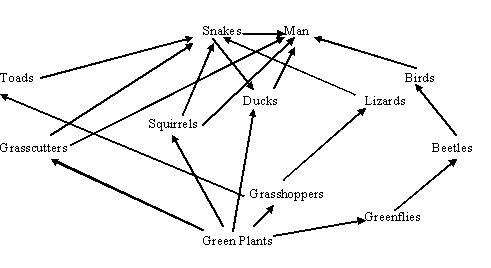 Snakes Man
Toads
Birds
Ducks
Lizards
Squirrels
Grasscutters
Beetles
Grasshoppers
Greenflies
Green Plants